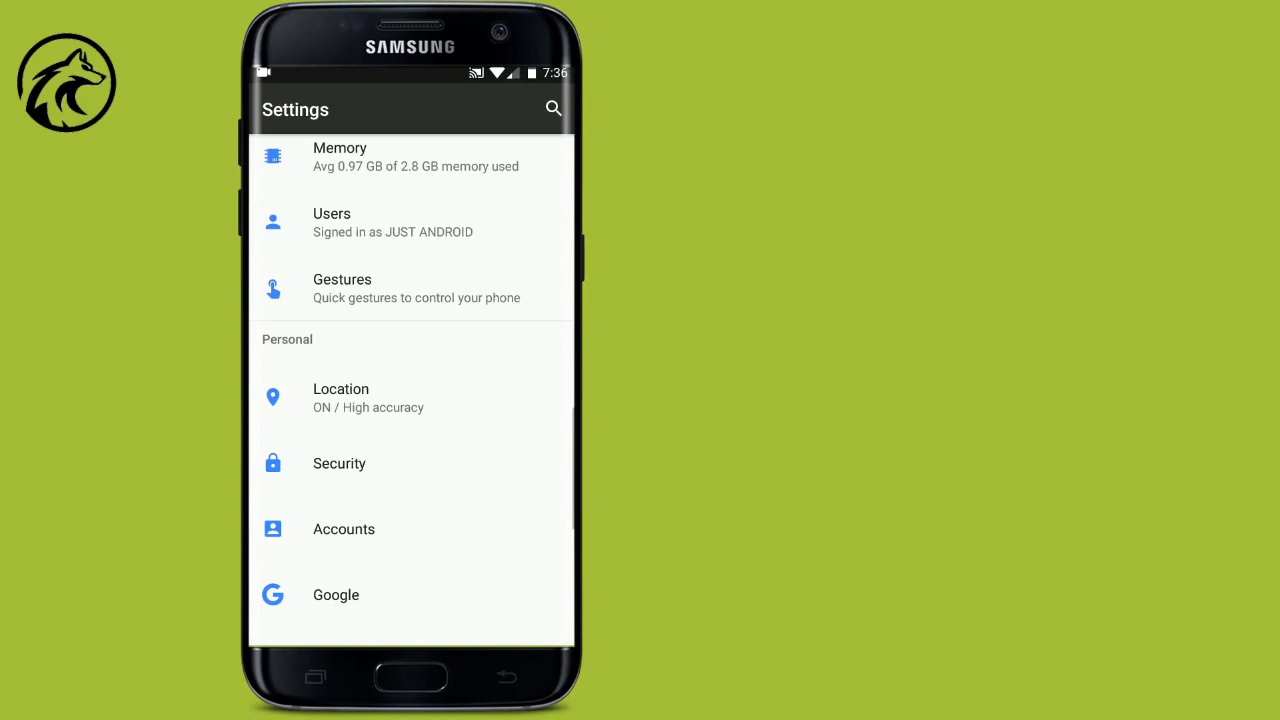 SAMSUNG
7:36
Settings
Memory
Avg 0.97 GB of 2.8 GB memory used
Users
Signed in as JUST ANDROID
Gestures
Quick gestures to control your phone
Personal
Location
ON / High accuracy
Security
Accounts
Google